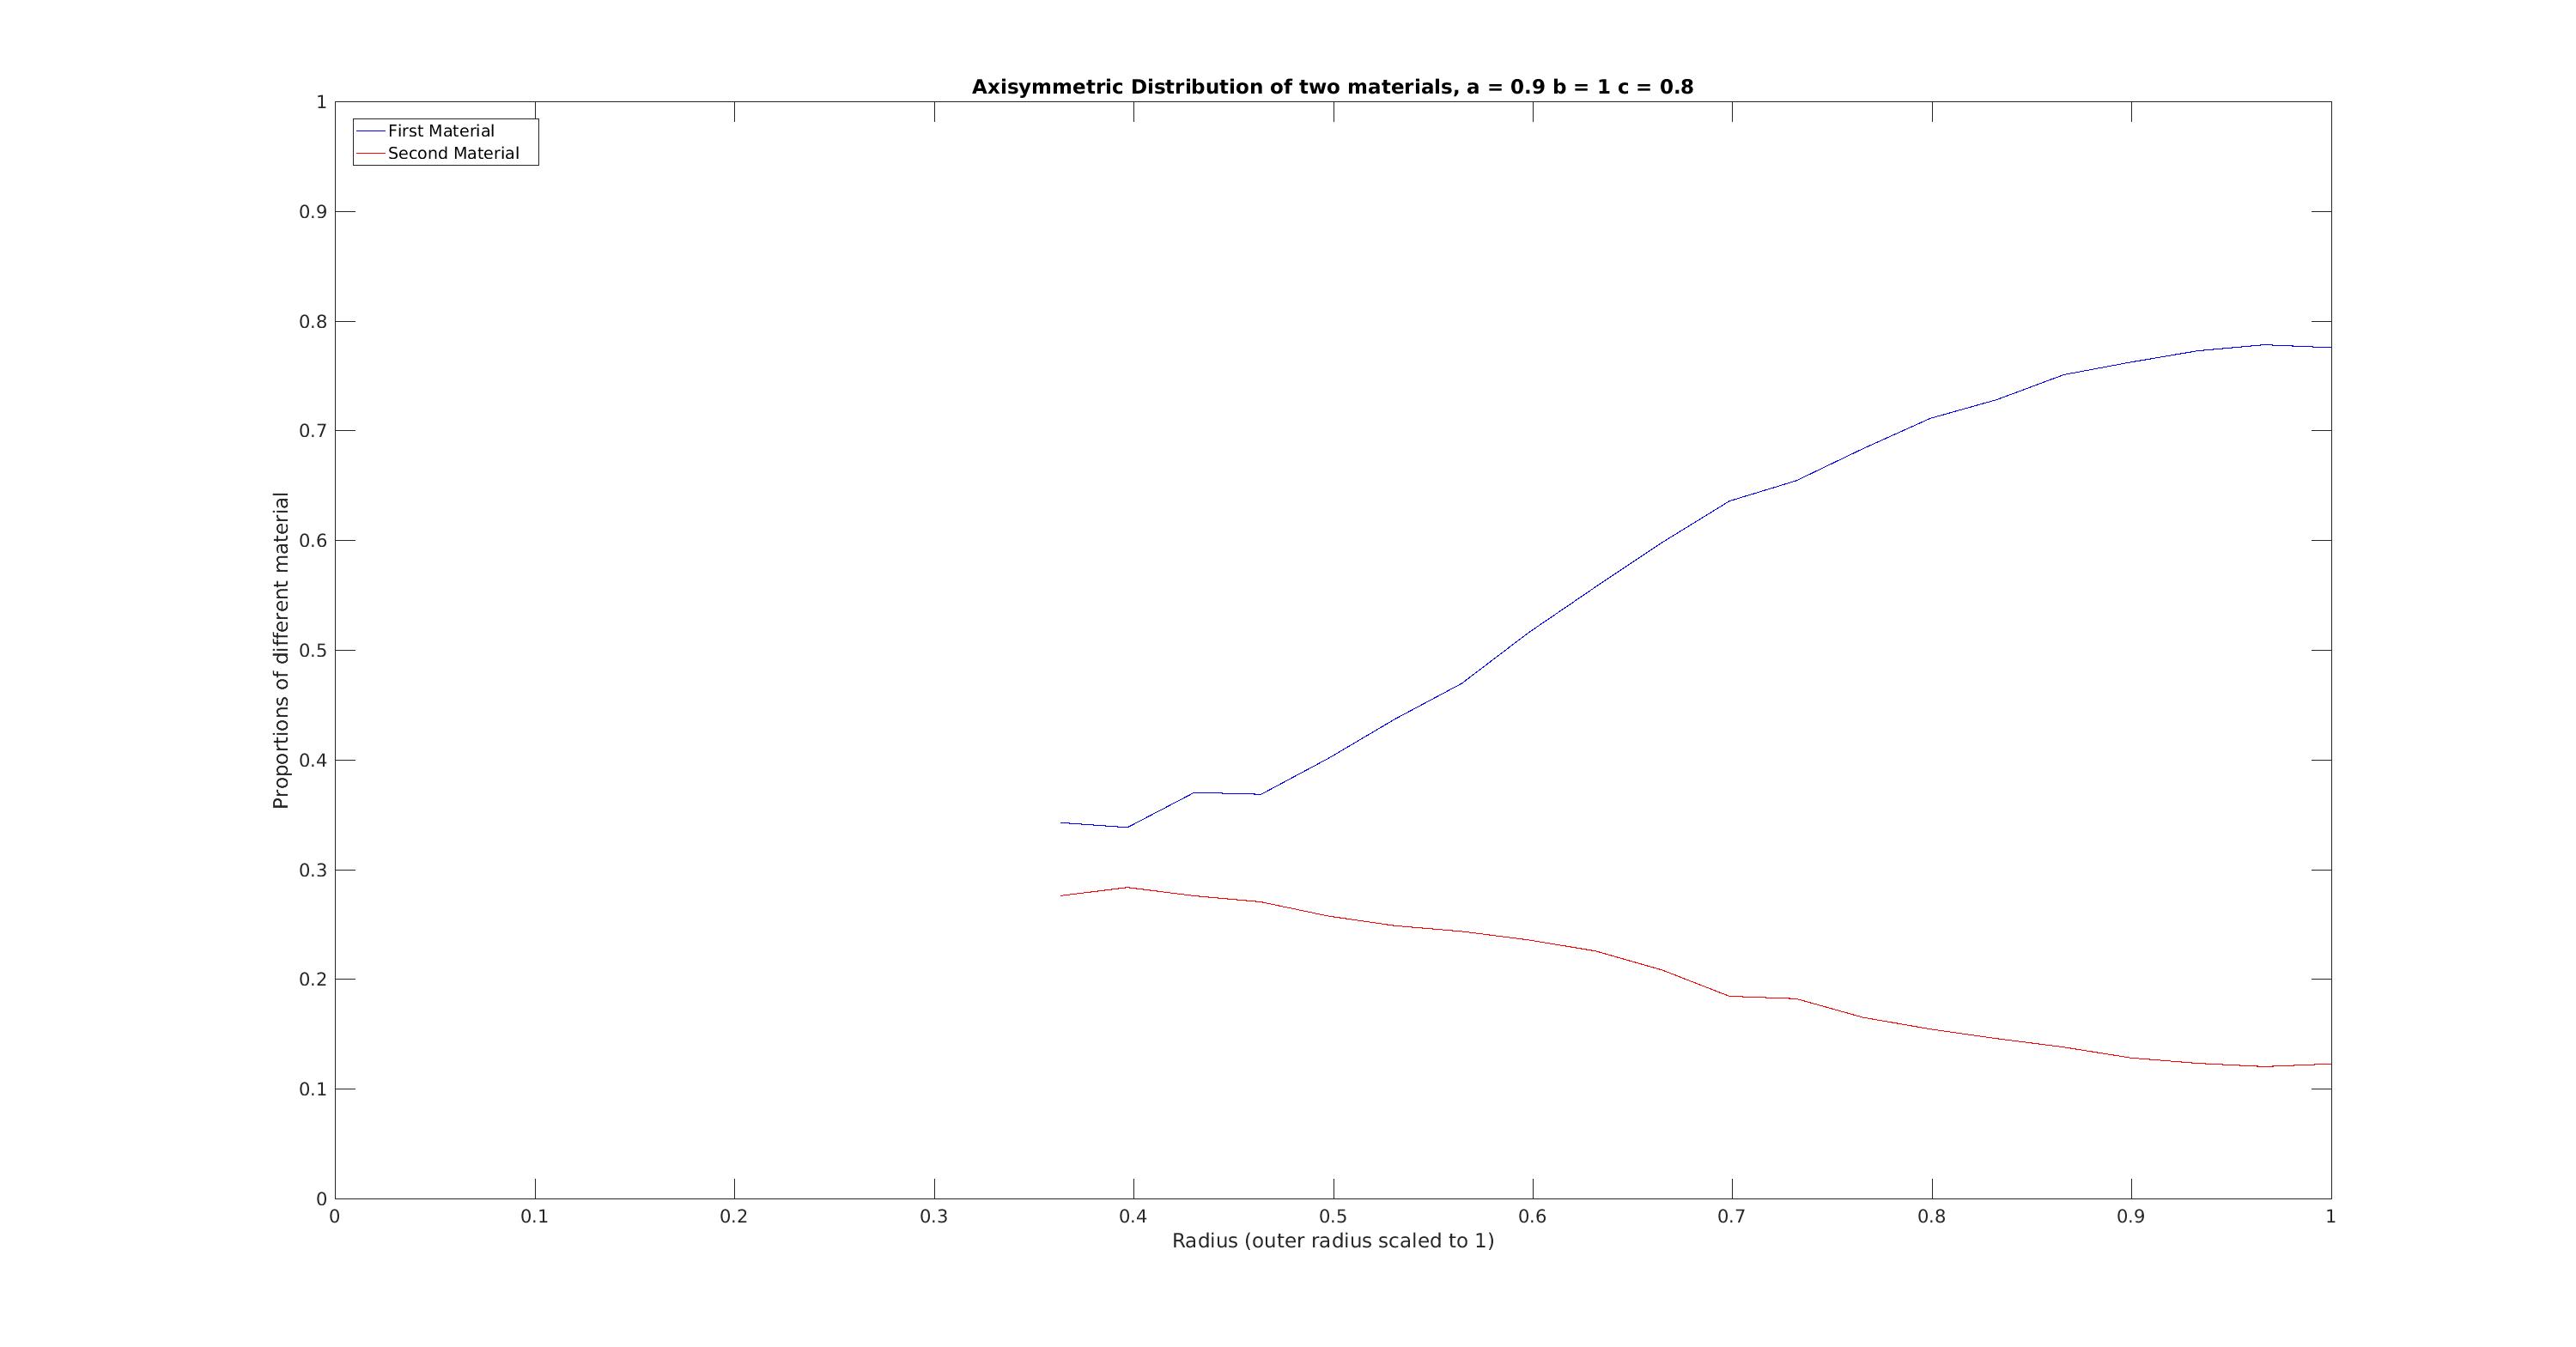 Axisymmetric Distribution of two materials, a = 0.9 b = 1 c = 0.8
First Material
Second Material
1
0.9
0.8
0.7
0.6
0.5
0.4
0.3
0.2
0.1
0
Proportions of different material
0 0.1 0.2 0.3 0.4 0.5 0.6 0.7 0.8 0.9 1
Radius (outer radius scaled to 1)